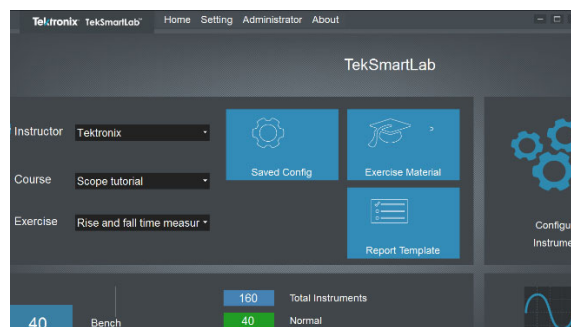 Tektronix TekSmartLab™ Home Setting Administrator About
TekSmartLab
Instructor Tektronix
Course Scope tutorial
Exercise Rise and fall time measur
Saved Config
Exercise Material
Report Template
Configu
Instrume
40 Bench
160 Total Instruments
40 Normal